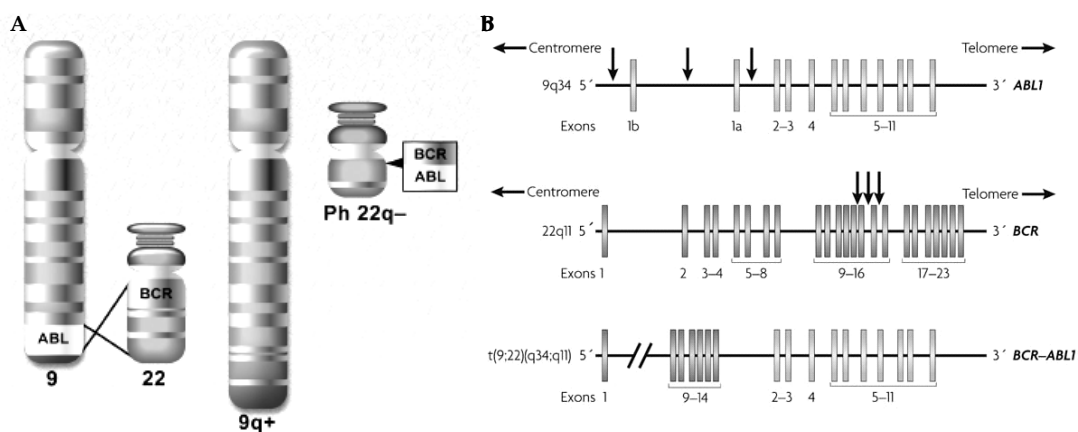 A
ABL
9
BCR
22
9q+
BCR
ABL
Ph 22q–
B
Centromere
Telomere
9q34 5´
3´ ABL1
Exons 1b 1a 2–3 4 5–11
Centromere
Telomere
22q11 5´
3´ BCR
Exons 1 2 3–4 5–8 9–16 17–23
t(9;22)(q34;q11) 5´
3´ BCR–ABL1
Exons 1 9–14 2–3 4 5–11